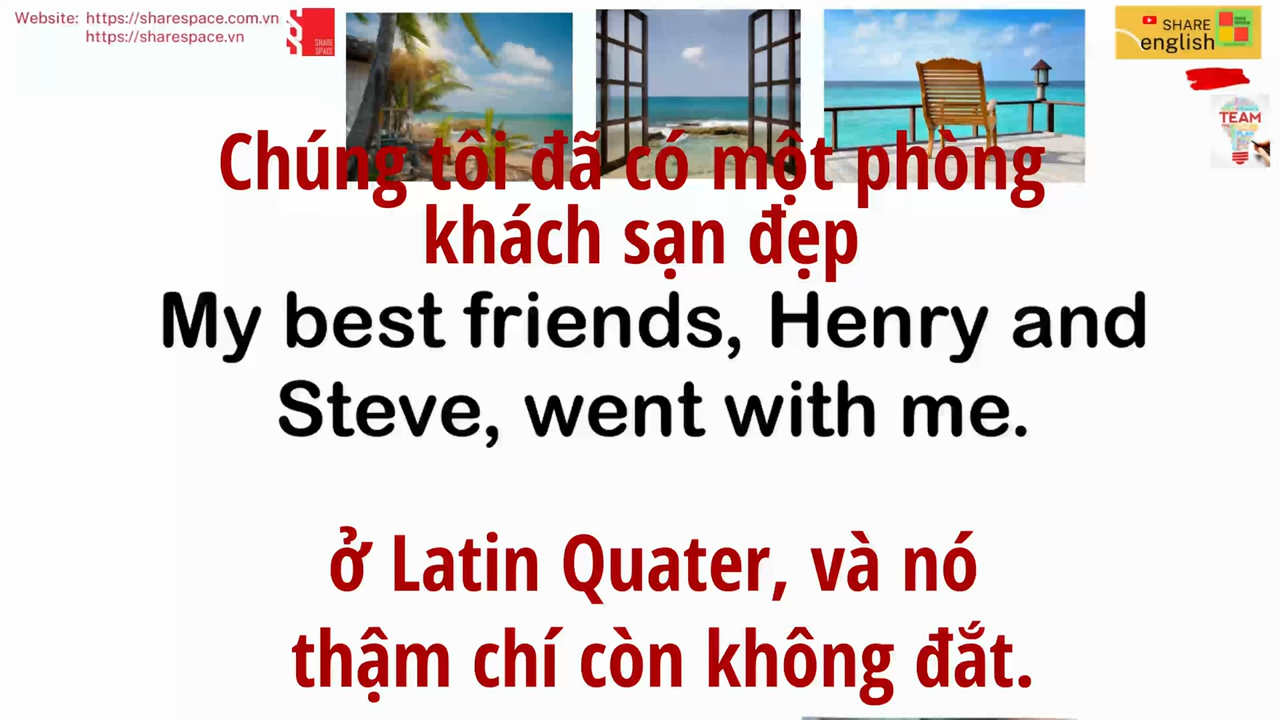 Website: https://sharespace.com.vn
https://sharespace.vn
SHARE
SPACE
SHARE
english
TEAM
Chúng tôi đã có một phòng
khách sạn đẹp
My best friends, Henry and
Steve, went with me.
ở Latin Quater, và nó
thậm chí còn không đắt.